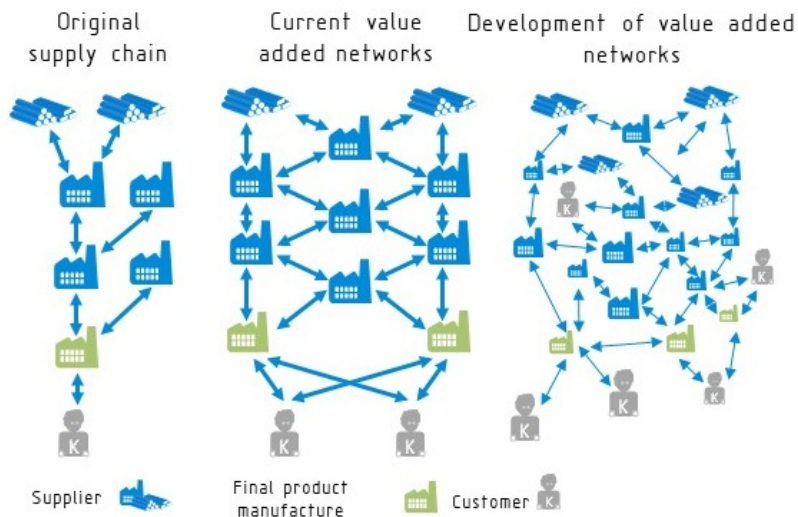 Original
supply chain
Current value
added networks
Development of value added
networks
K
K
K
K
K
K
K
K
K
Supplier
Final product
manufacture
Customer
K